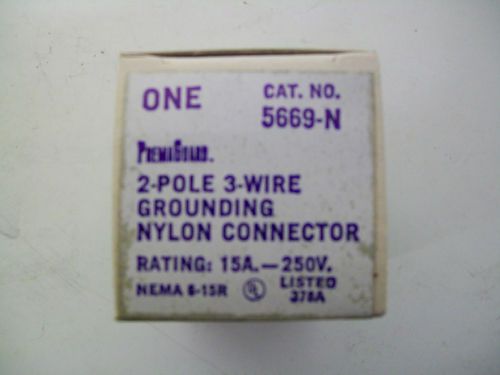 ONE CAT. NO.
5669-N
PREMAGUARD.
2-POLE 3-WIRE
GROUNDING
NYLON CONNECTOR
RATING: 15A.—250V.
NEMA 6-15R UL LISTED
378A